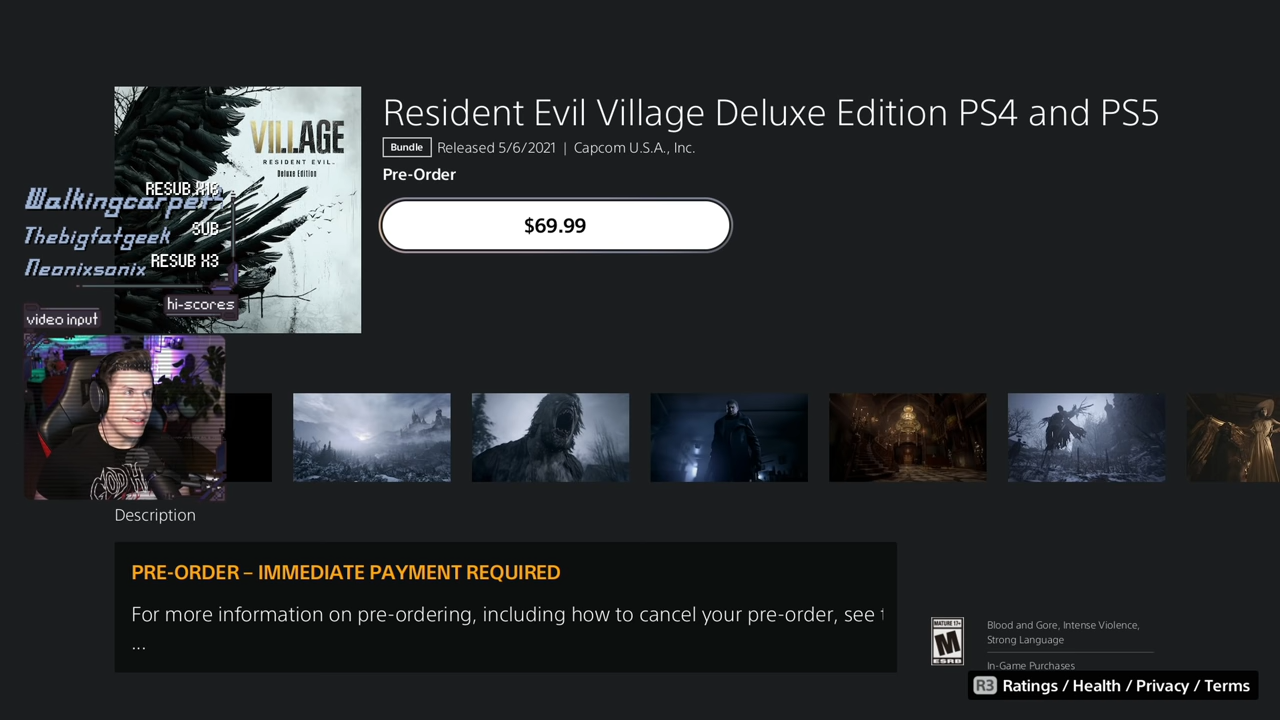 Resident Evil Village Deluxe Edition PS4 and PS5
Bundle Released 5/6/2021 | Capcom U.S.A., Inc.
Pre-Order
$69.99
VILLAGE
RESIDENT EVIL.
Deluxe Edition
RESUB X16
Walkingcarpet
Thebigfatgeek SUB
Neonixsonix RESUB X3
hi-scores
video input
GOD H
Description
PRE-ORDER – IMMEDIATE PAYMENT REQUIRED
For more information on pre-ordering, including how to cancel your pre-order, see
...
MATURE 17+
M
ESRB
Blood and Gore, Intense Violence,
Strong Language
In-Game Purchases
R3 Ratings / Health / Privacy / Terms